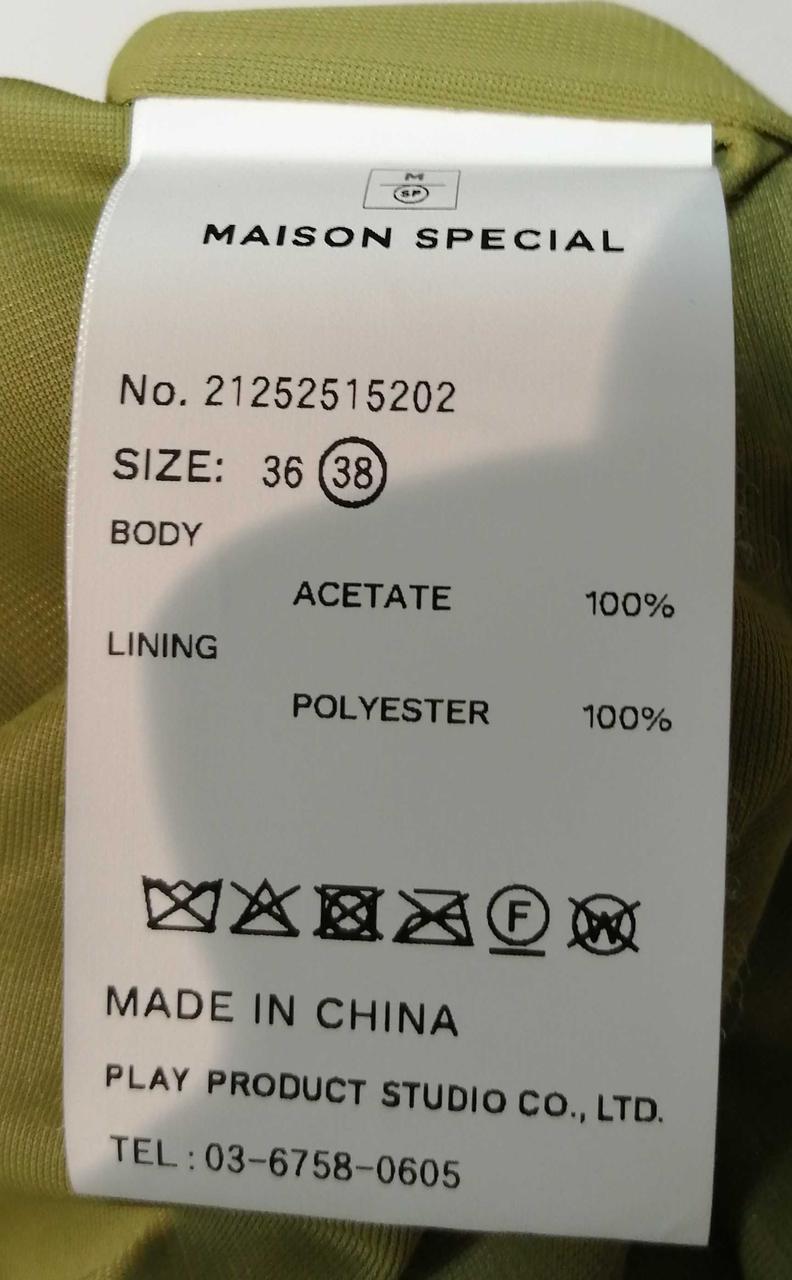 M
SP
MAISON SPECIAL
No. 21252515202
SIZE: 36 38
BODY
ACETATE 100%
LINING
POLYESTER 100%
F W
MADE IN CHINA
PLAY PRODUCT STUDIO CO., LTD.
TEL : 03-6758-0605